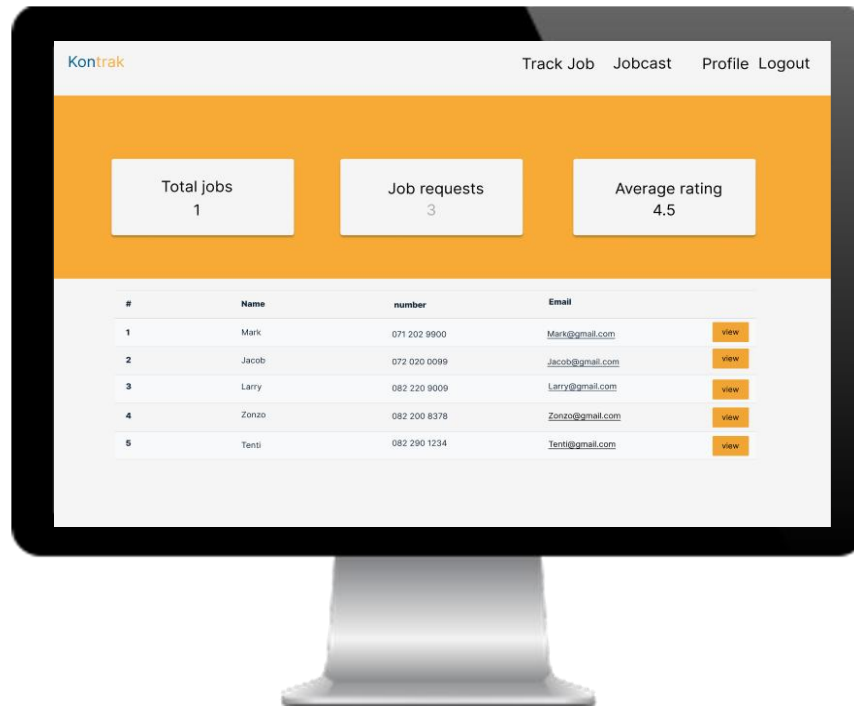 Kontrak Track Job Jobcast Profile Logout
Total jobs Job requests Average rating
1 3 4.5
# Name number Email
1 Mark 071 202 9900 Mark@gmail.com view
2 Jacob 072 020 0099 Jacob@gmail.com view
3 Larry 082 220 9009 Larry@gmail.com view
4 Zonzo 082 200 8378 Zonzo@gmail.com view
5 Tenti 082 290 1234 Tenti@gmail.com view